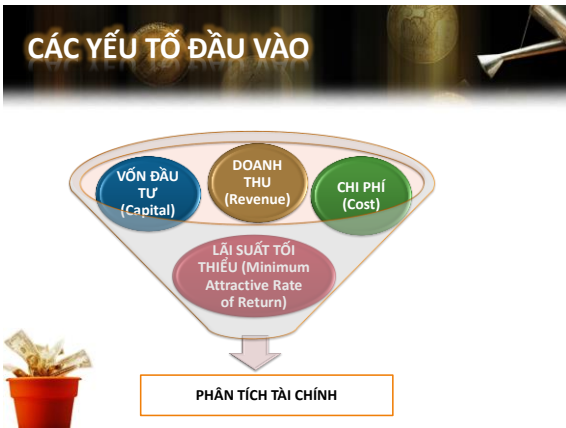 CÁC YẾU TỐ ĐẦU VÀO
VỐN ĐẦU
TƯ
(Capital)
DOANH
THU
(Revenue)
CHI PHÍ
(Cost)
LÃI SUẤT TỐI
THIỂU (Minimum
Attractive Rate
of Return)
PHÂN TÍCH TÀI CHÍNH